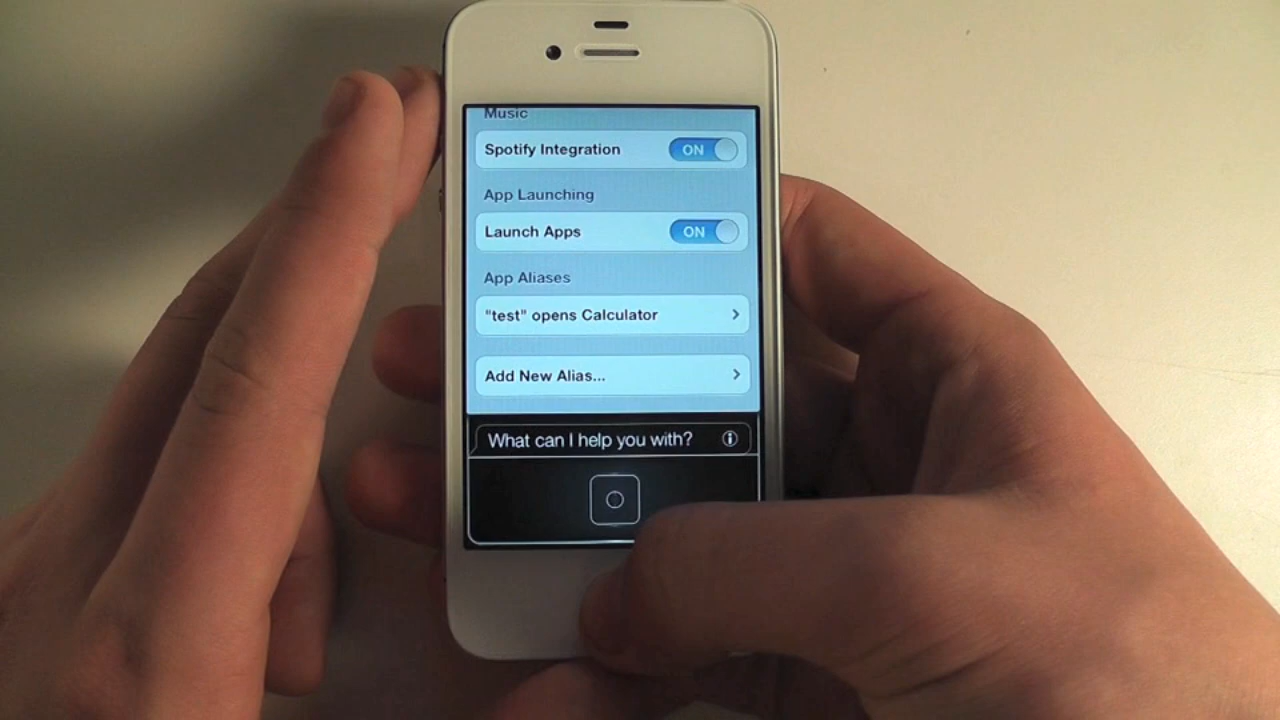 Music
Spotify Integration ON
App Launching
Launch Apps ON
App Aliases
"test" opens Calculator
Add New Alias...
What can I help you with?